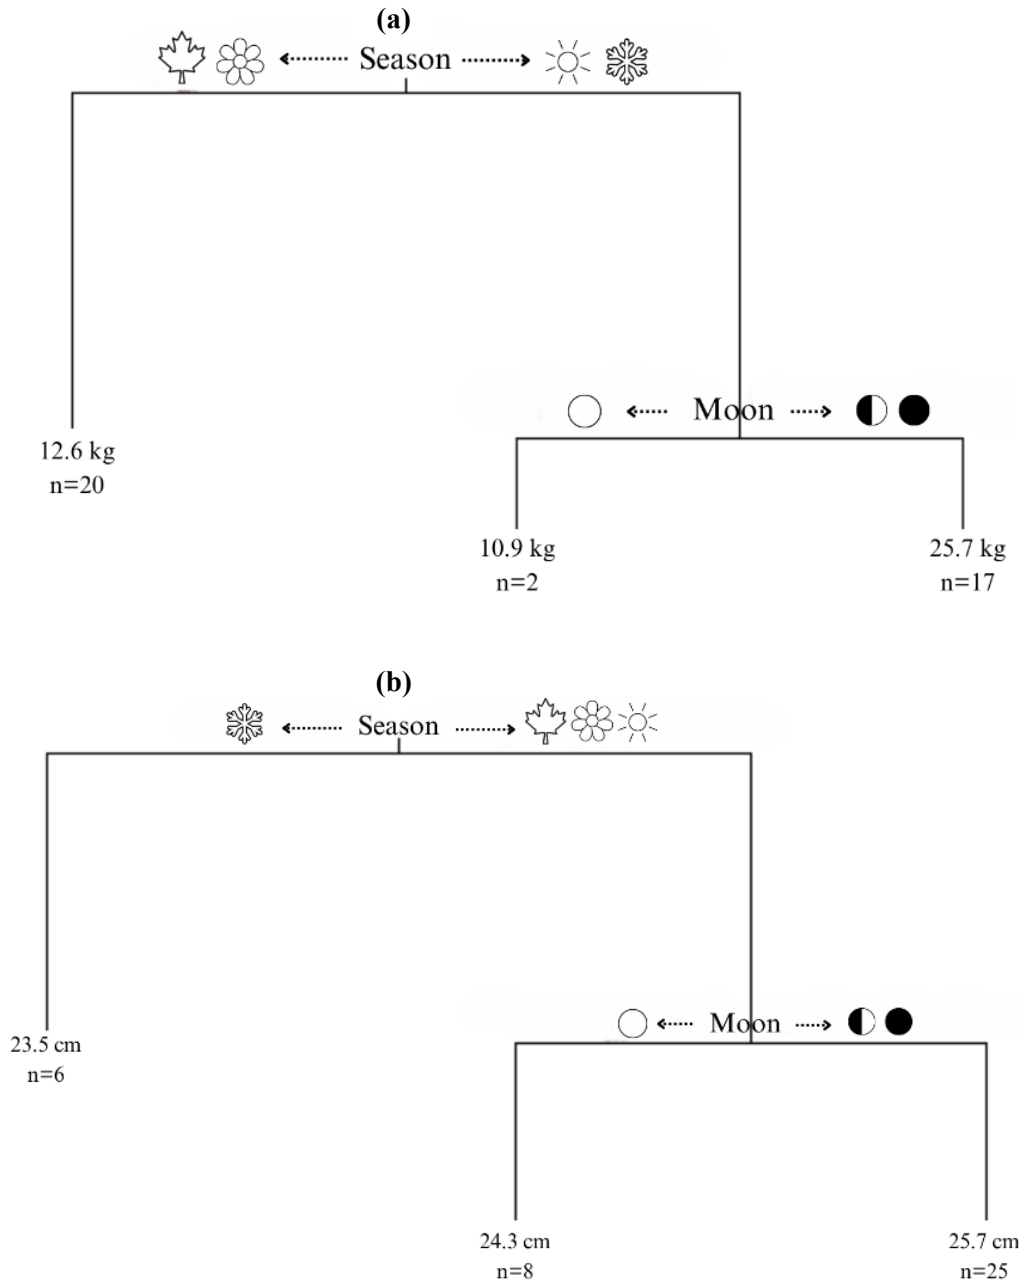 (a)
Season
Moon
12.6 kg
n=20
10.9 kg
n=2
25.7 kg
n=17
(b)
Season
Moon
23.5 cm
n=6
24.3 cm
n=8
25.7 cm
n=25